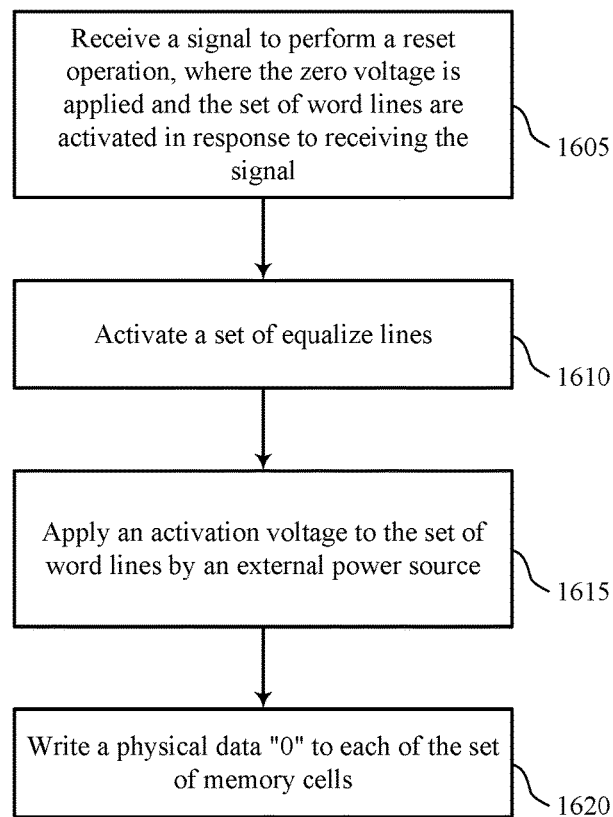 Receive a signal to perform a reset
operation, where the zero voltage is
applied and the set of word lines are
activated in response to receiving the
signal
1605
Activate a set of equalize lines
1610
Apply an activation voltage to the set of
word lines by an external power source
1615
Write a physical data "0" to each of the set
of memory cells
1620